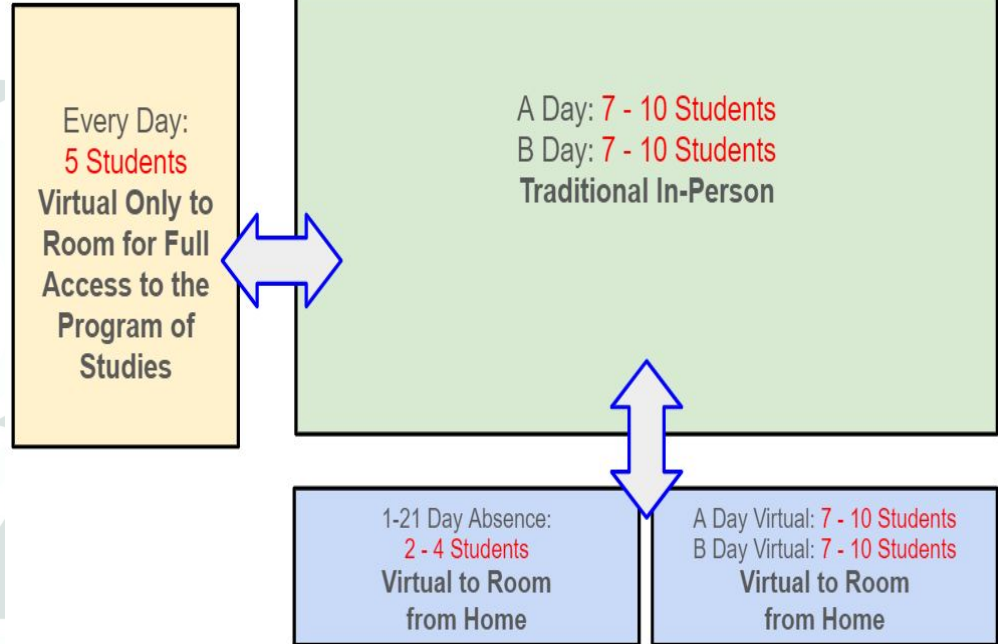 Every Day:
5 Students
Virtual Only to
Room for Full
Access to the
Program of
Studies
A Day: 7 - 10 Students
B Day: 7 - 10 Students
Traditional In-Person
1-21 Day Absence:
2 - 4 Students
Virtual to Room
from Home
A Day Virtual: 7 - 10 Students
B Day Virtual: 7 - 10 Students
Virtual to Room
from Home